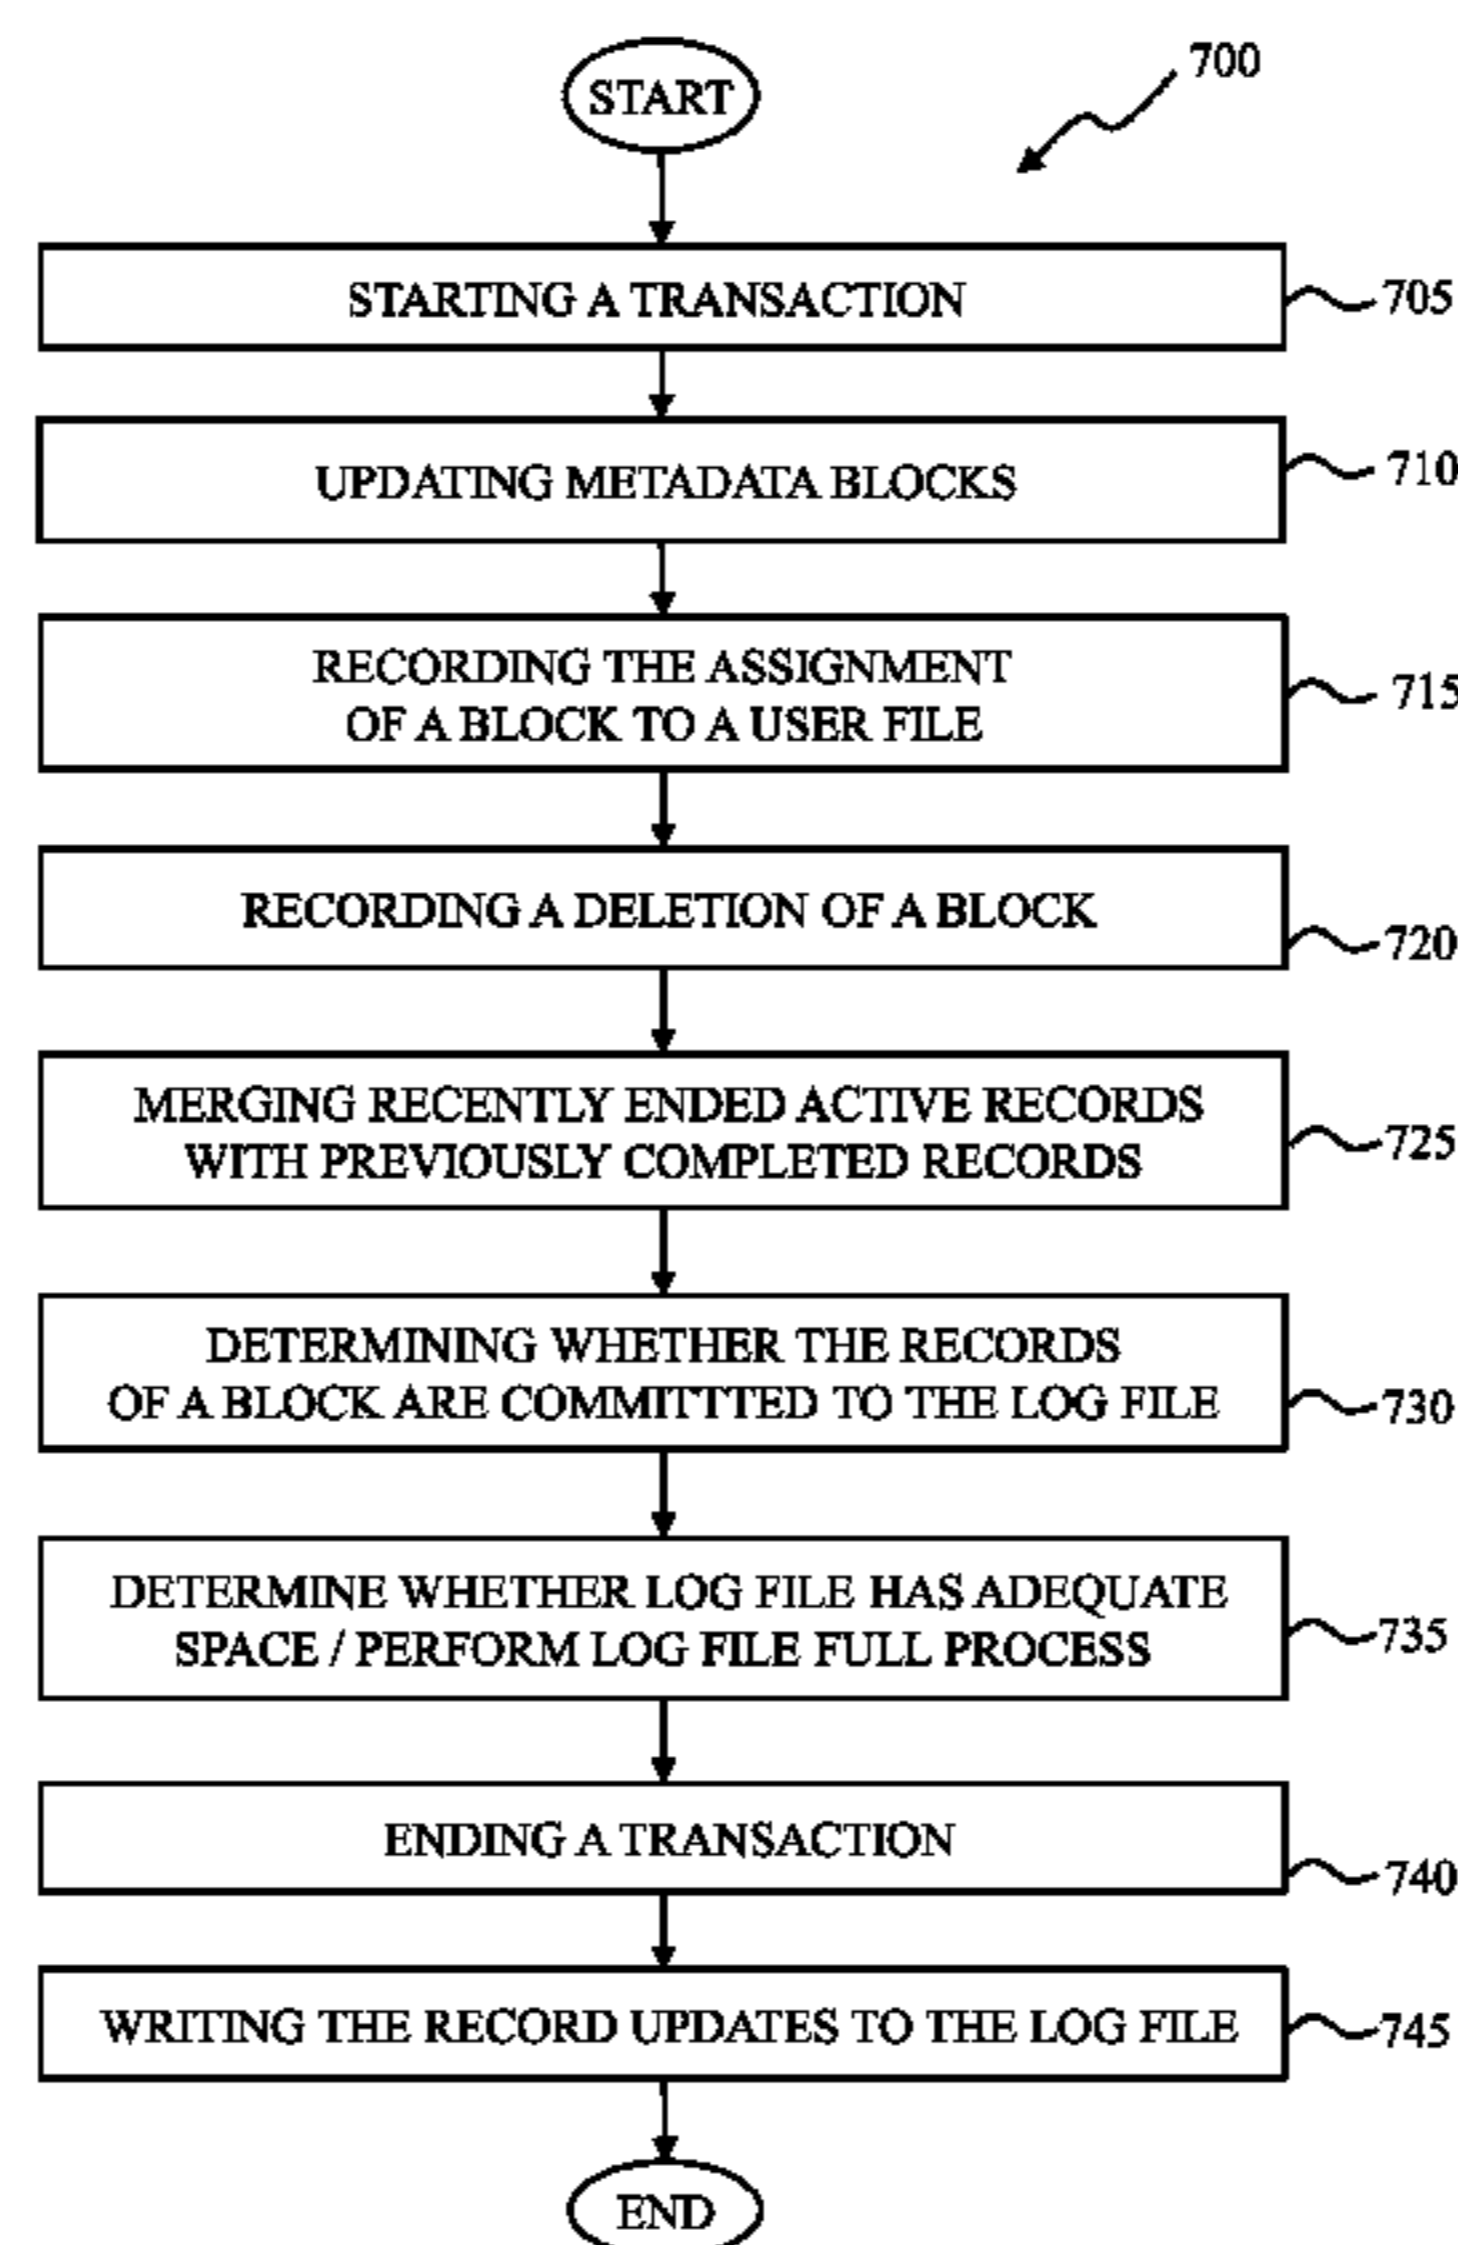 START
700
STARTING A TRANSACTION
705
UPDATING METADATA BLOCKS
710
RECORDING THE ASSIGNMENT
OF A BLOCK TO A USER FILE
715
RECORDING A DELETION OF A BLOCK
720
MERGING RECENTLY ENDED ACTIVE RECORDS
WITH PREVIOUSLY COMPLETED RECORDS
725
DETERMINING WHETHER THE RECORDS
OF A BLOCK ARE COMMITTTED TO THE LOG FILE
730
DETERMINE WHETHER LOG FILE HAS ADEQUATE
SPACE / PERFORM LOG FILE FULL PROCESS
735
ENDING A TRANSACTION
740
WRITING THE RECORD UPDATES TO THE LOG FILE
745
END